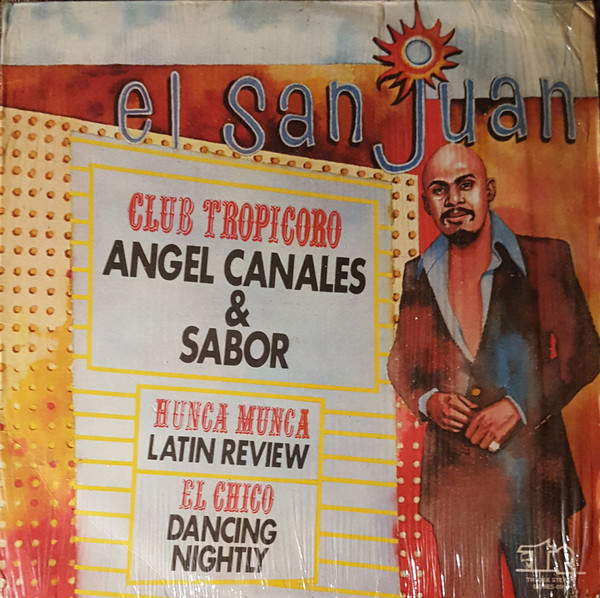 el San Juan
CLUB TROPICORO
ANGEL CANALES
&
SABOR
HUNCA MUNCA
LATIN REVIEW
EL CHICO
DANCING
NIGHTLY